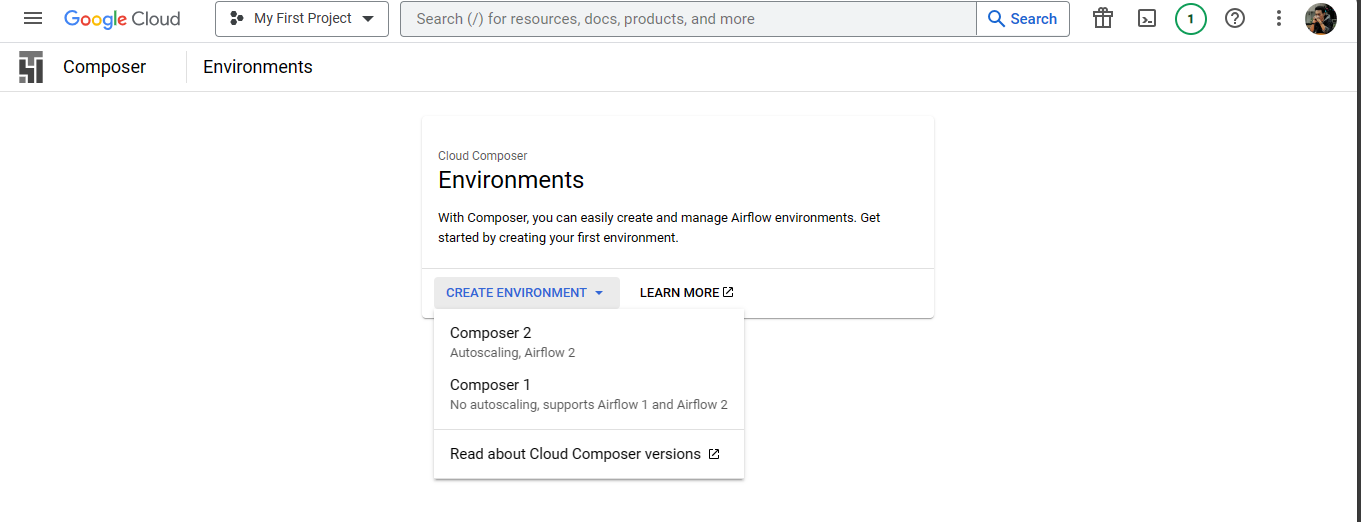 Google Cloud
My First Project
Search (/) for resources, docs, products, and more
Search
1
Composer
Environments
Cloud Composer
Environments
With Composer, you can easily create and manage Airflow environments. Get
started by creating your first environment.
CREATE ENVIRONMENT
LEARN MORE
Composer 2
Autoscaling, Airflow 2
Composer 1
No autoscaling, supports Airflow 1 and Airflow 2
Read about Cloud Composer versions